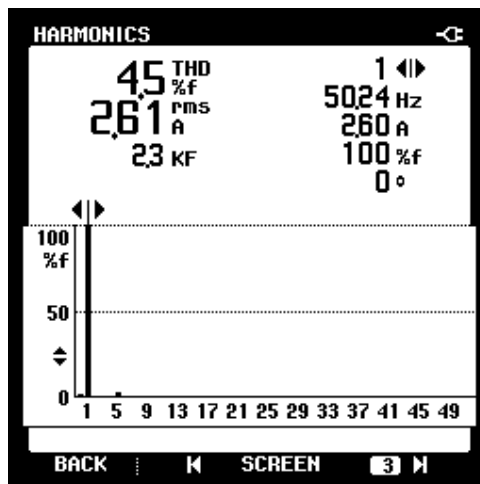 HARMONICS
4,5 THD %f
2,61 rms A
2,3 KF
1
50,24 Hz
2,60 A
100 %f
0 °
100
%f
50
0
1 5 9 13 17 21 25 29 33 37 41 45 49
BACK SCREEN 3